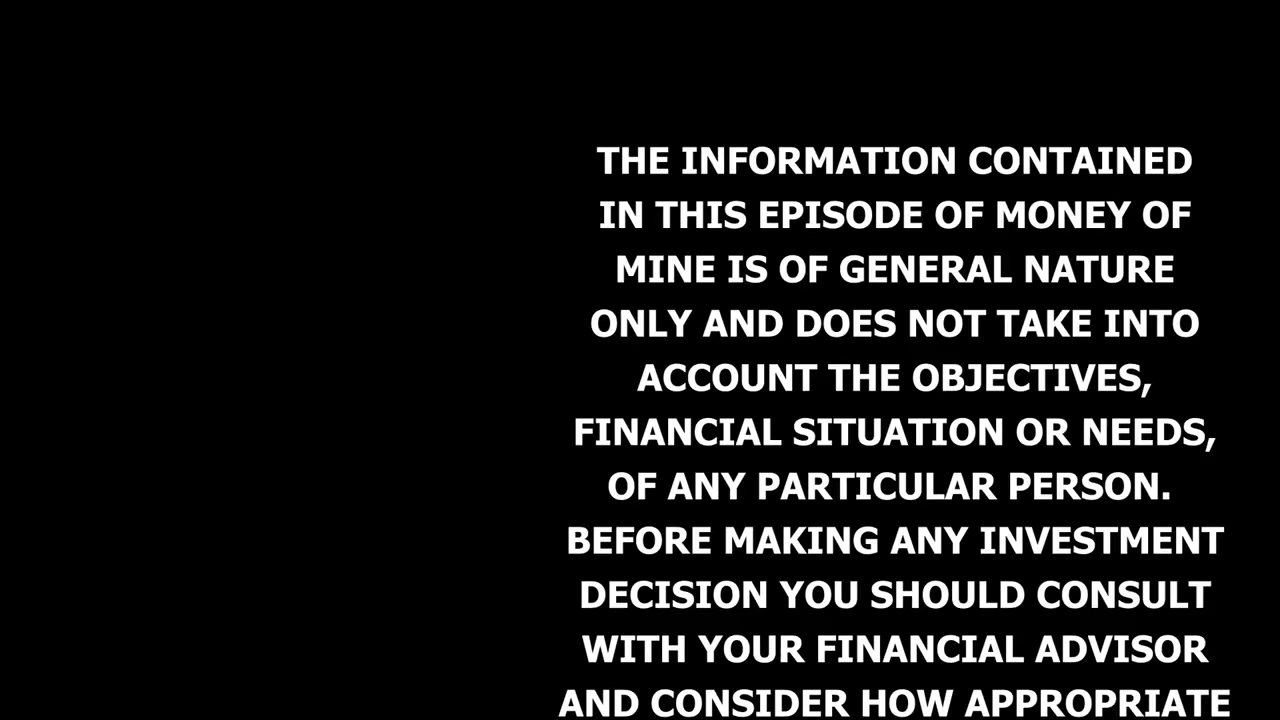 THE INFORMATION CONTAINED
IN THIS EPISODE OF MONEY OF
MINE IS OF GENERAL NATURE
ONLY AND DOES NOT TAKE INTO
ACCOUNT THE OBJECTIVES,
FINANCIAL SITUATION OR NEEDS,
OF ANY PARTICULAR PERSON.
BEFORE MAKING ANY INVESTMENT
DECISION YOU SHOULD CONSULT
WITH YOUR FINANCIAL ADVISOR
AND CONSIDER HOW APPROPRIATE